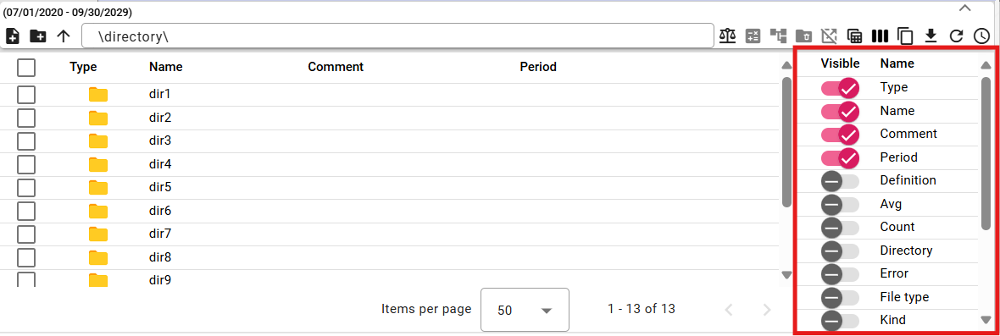 (07/01/2020 - 09/30/2029)
\directory\
Type Name Comment Period
dir1
dir2
dir3
dir4
dir5
dir6
dir7
dir8
dir9
Items per page 50 1 - 13 of 13
Visible Name
Type
Name
Comment
Period
Definition
Avg
Count
Directory
Error
File type
Kind